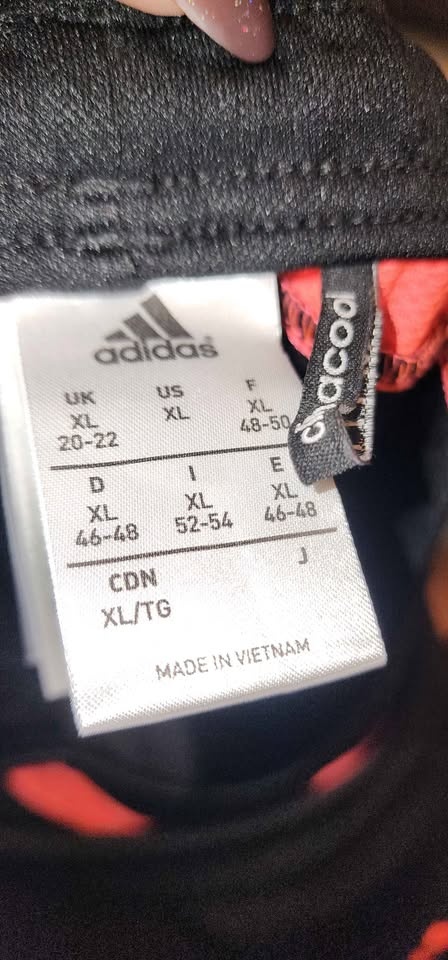 adidas
UK US F
XL XL XL
20-22 48-50
D I E
XL XL XL
46-48 52-54 46-48
CDN J
XL/TG
MADE IN VIETNAM
chacool